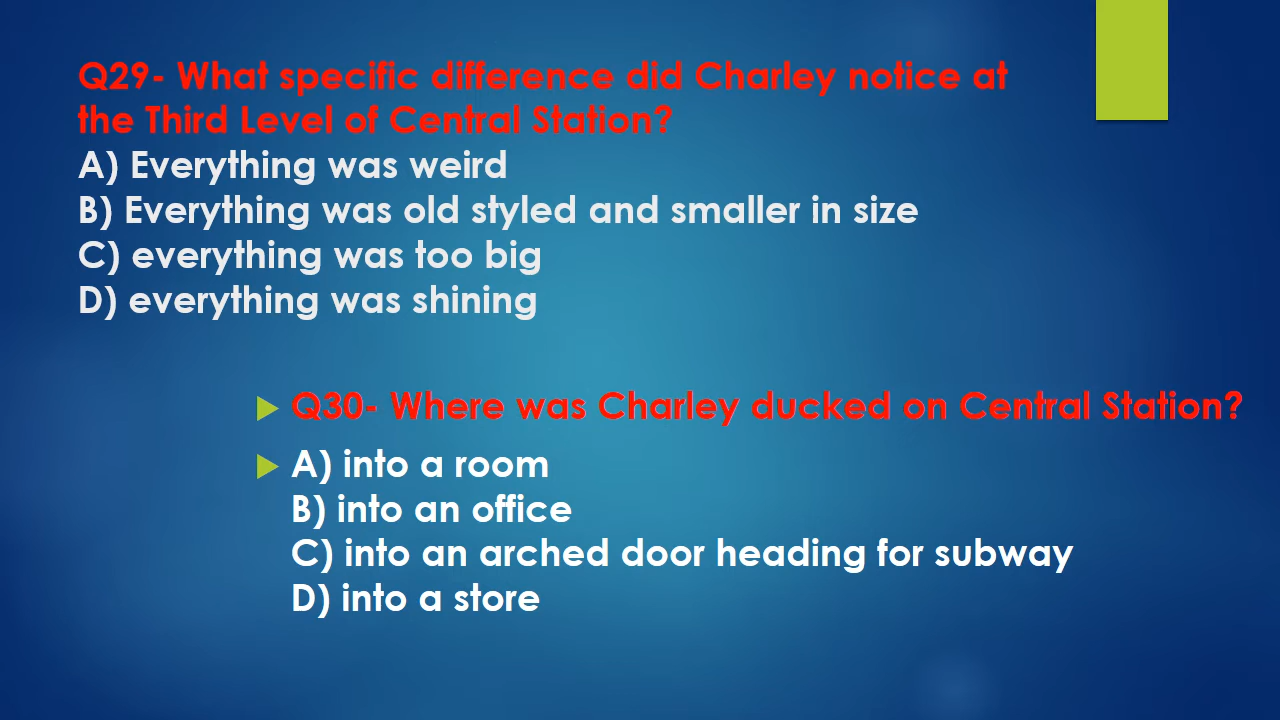 Q29- What specific difference did Charley notice at
the Third Level of Central Station?
A) Everything was weird
B) Everything was old styled and smaller in size
C) everything was too big
D) everything was shining
Q30- Where was Charley ducked on Central Station?
A) into a room
B) into an office
C) into an arched door heading for subway
D) into a store